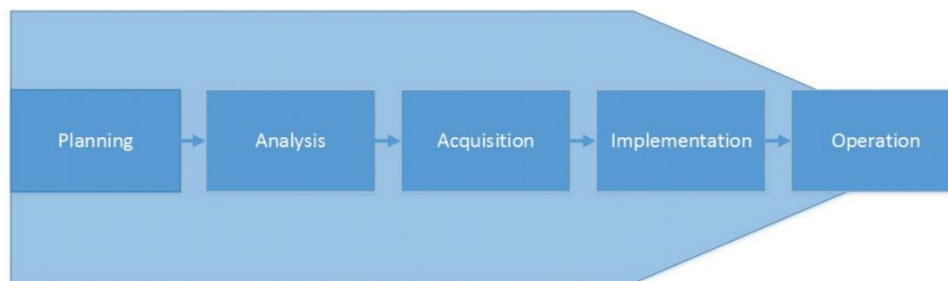 Planning
Analysis
Acquisition
Implementation
Operation